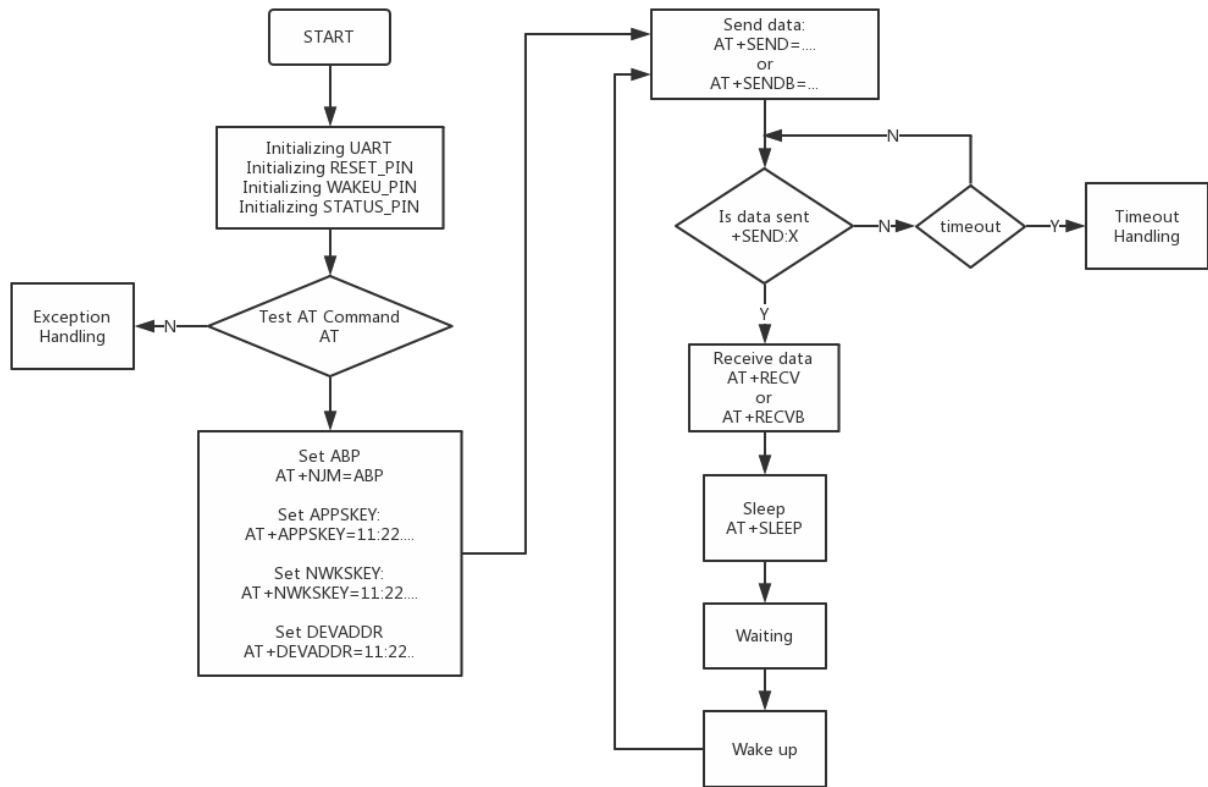 START
Initializing UART
Initializing RESET_PIN
Initializing WAKEU_PIN
Initializing STATUS_PIN
Test AT Command
AT
N
Exception
Handling
Set ABP
AT+NJM=ABP
Set APPSKEY:
AT+APPSKEY=11:22....
Set NWKSKEY:
AT+NWKSKEY=11:22....
Set DEVADDR
AT+DEVADDR=11:22..
Send data:
AT+SEND=....
or
AT+SENDB=...
N
Is data sent
+SEND:X
N
timeout
Y
Timeout
Handling
Y
Receive data
AT+RECV
or
AT+RECVB
Sleep
AT+SLEEP
Waiting
Wake up